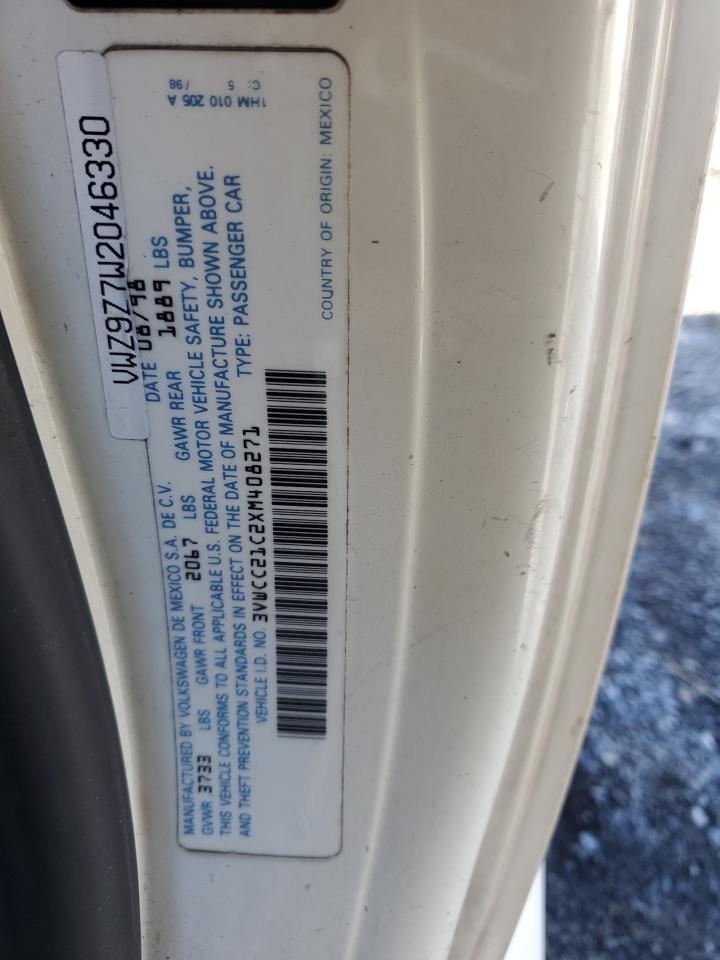 VWZ9Z7W2046330
MANUFACTURED BY VOLKSWAGEN DE MEXICO S.A. DE C.V. DATE 08/98
GVWR 3733 LBS GAWR FRONT 2067 LBS GAWR REAR 1889 LBS
THIS VEHICLE CONFORMS TO ALL APPLICABLE U.S. FEDERAL MOTOR VEHICLE SAFETY, BUMPER,
AND THEFT PREVENTION STANDARDS IN EFFECT ON THE DATE OF MANUFACTURE SHOWN ABOVE.
VEHICLE I.D. NO. 3VWCC21C2XM408271 TYPE: PASSENGER CAR
COUNTRY OF ORIGIN: MEXICO
1HM 010 205 A
C: 5 /98